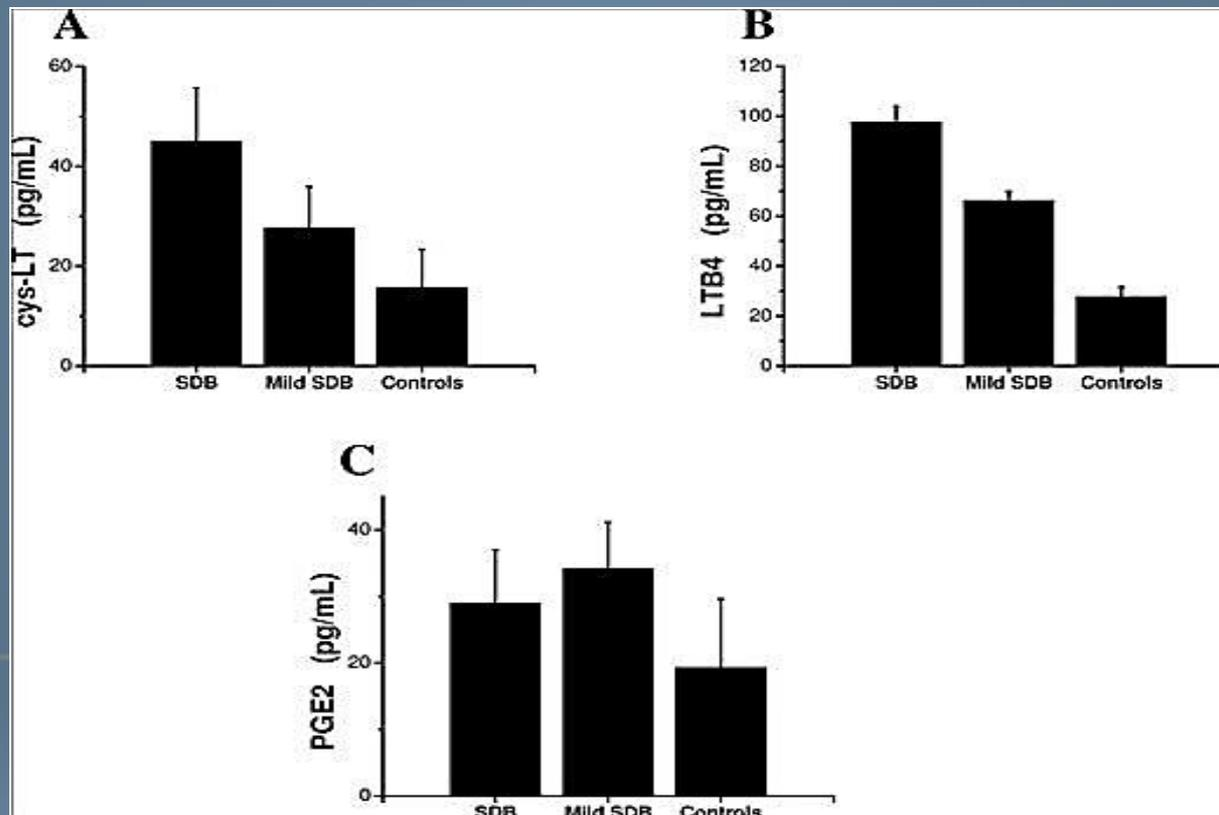 A
60
40
20
0
cys-LT (pg/mL)
SDB Mild SDB Controls
B
120
100
80
60
40
20
0
LTB4 (pg/mL)
SDB Mild SDB Controls
C
40
20
0
PGE2 (pg/mL)
SDB Mild SDB Controls